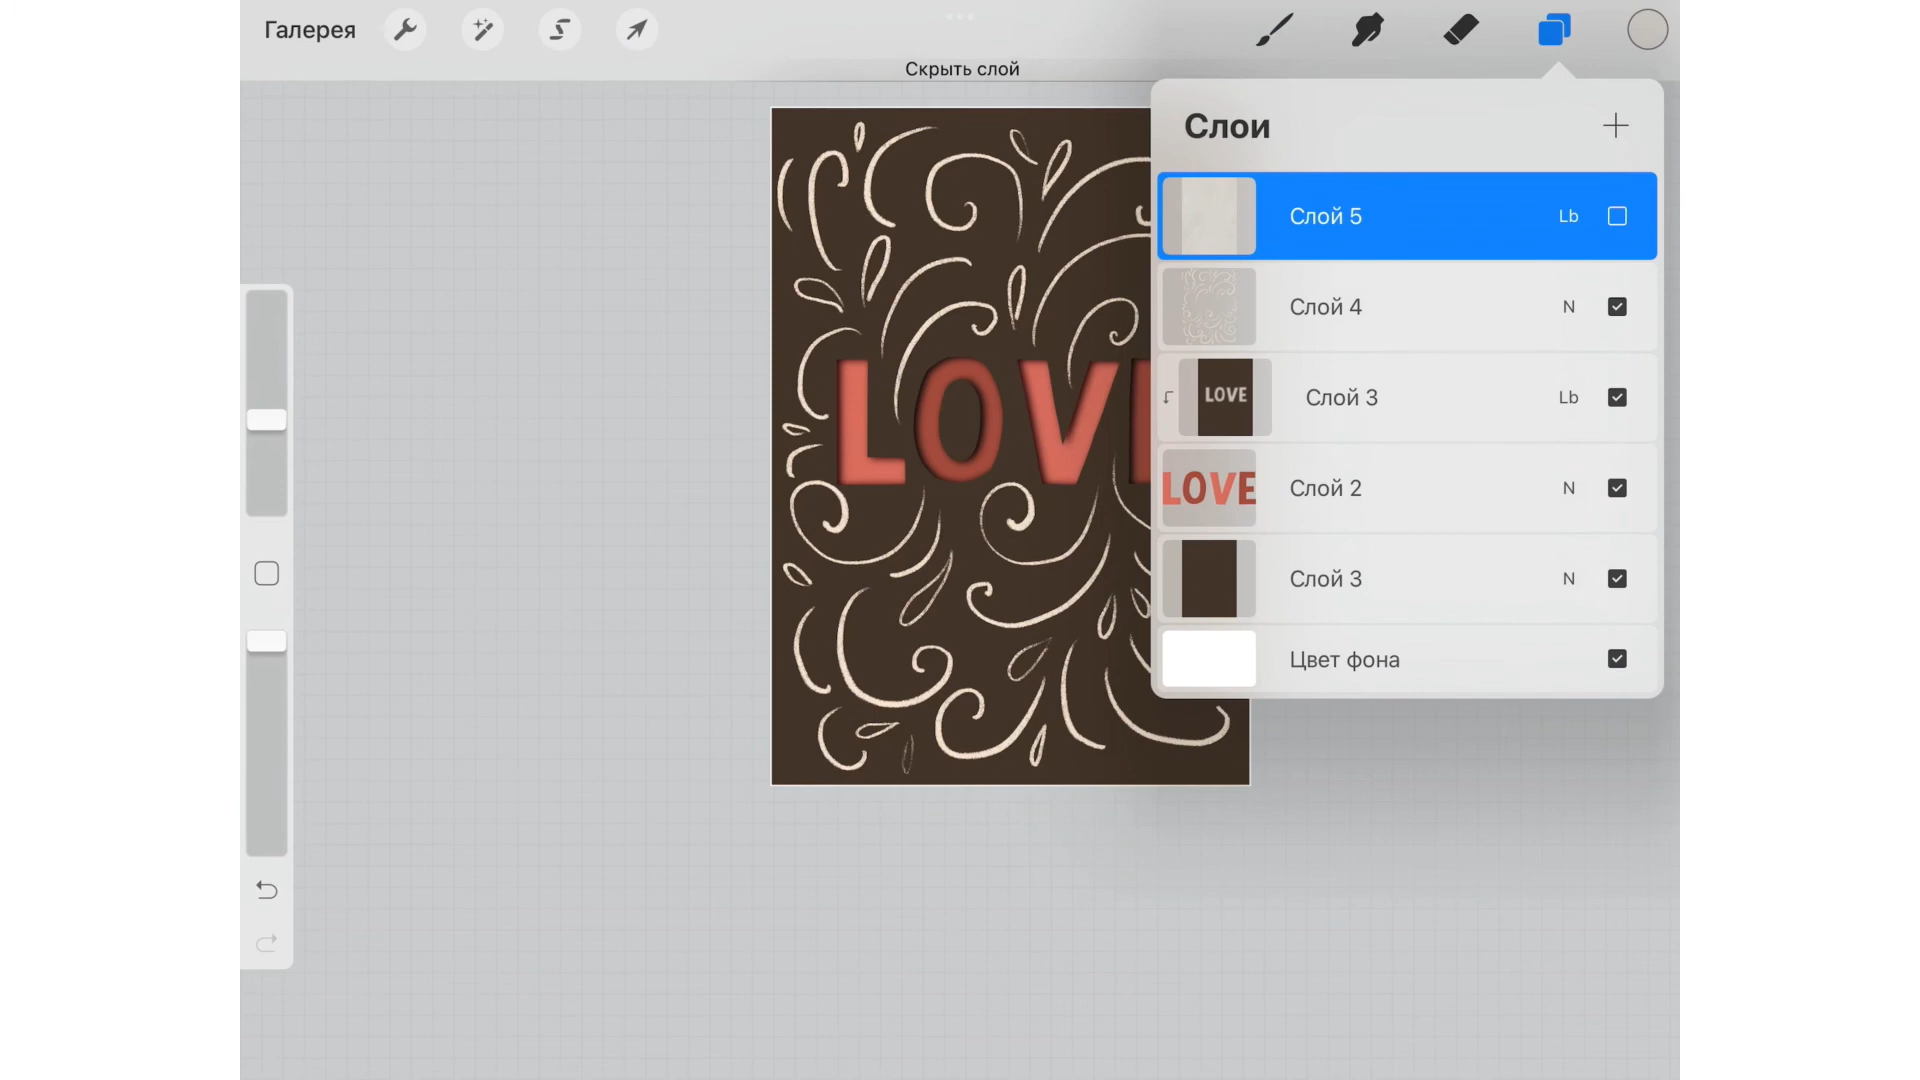 Галерея
Скрыть слой
Слои
Слой 5 Lb
Слой 4 N
LOVE
Слой 3 Lb
LOVE
Слой 2 N
Слой 3 N
Цвет фона
LOVE